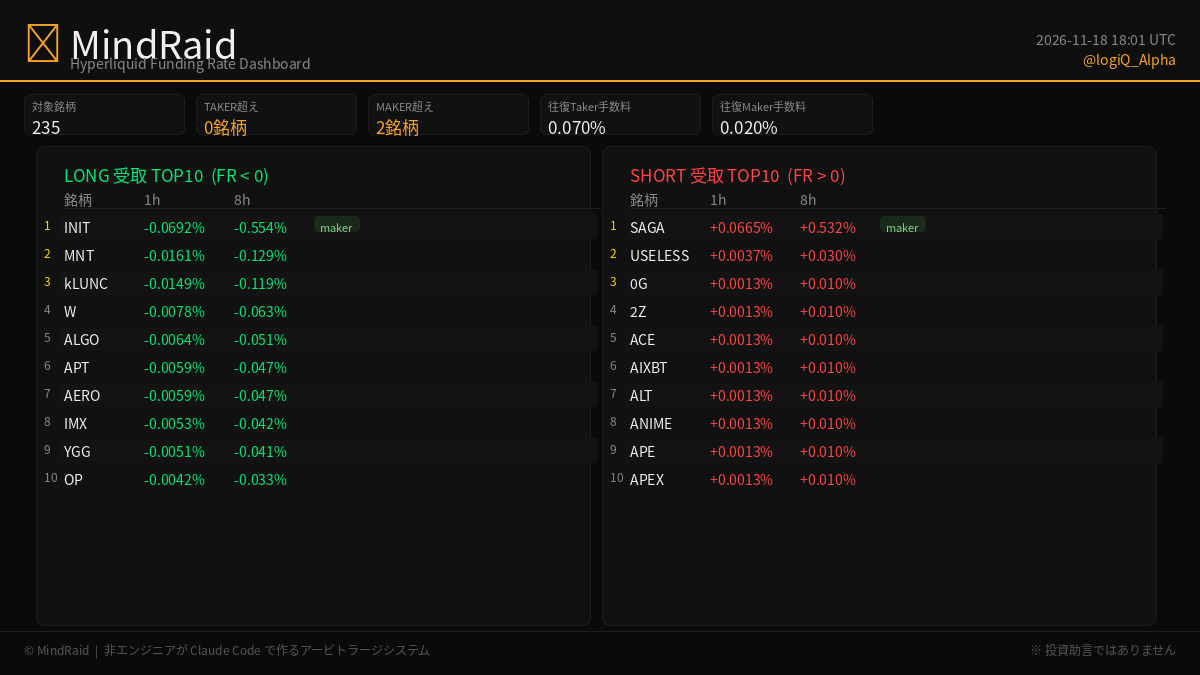 MindRaid
Hyperliquid Funding Rate Dashboard
2026-11-18 18:01 UTC
@logiQ_Alpha
対象銘柄
235
TAKER超え
0銘柄
MAKER超え
2銘柄
往復Taker手数料
0.070%
往復Maker手数料
0.020%
LONG 受取 TOP10 (FR < 0)
銘柄 1h 8h
1 INIT -0.0692% -0.554% maker
2 MNT -0.0161% -0.129%
3 kLUNC -0.0149% -0.119%
4 W -0.0078% -0.063%
5 ALGO -0.0064% -0.051%
6 APT -0.0059% -0.047%
7 AERO -0.0059% -0.047%
8 IMX -0.0053% -0.042%
9 YGG -0.0051% -0.041%
10 OP -0.0042% -0.033%
SHORT 受取 TOP10 (FR > 0)
銘柄 1h 8h
1 SAGA +0.0665% +0.532% maker
2 USELESS +0.0037% +0.030%
3 0G +0.0013% +0.010%
4 2Z +0.0013% +0.010%
5 ACE +0.0013% +0.010%
6 AIXBT +0.0013% +0.010%
7 ALT +0.0013% +0.010%
8 ANIME +0.0013% +0.010%
9 APE +0.0013% +0.010%
10 APEX +0.0013% +0.010%
© MindRaid | 非エンジニアが Claude Code で作るアービトラージシステム
※ 投資助言ではありません